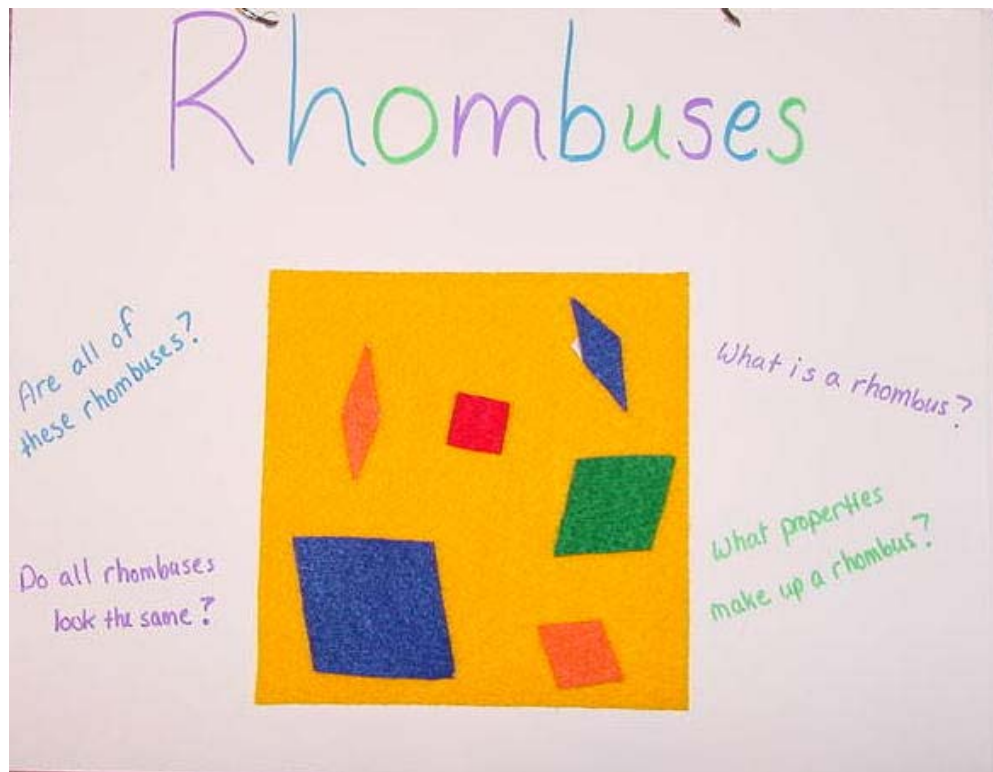 Rhombuses
Are all of
these rhombuses?
What is a rhombus?
Do all rhombuses
look the same?
What properties
make up a rhombus?